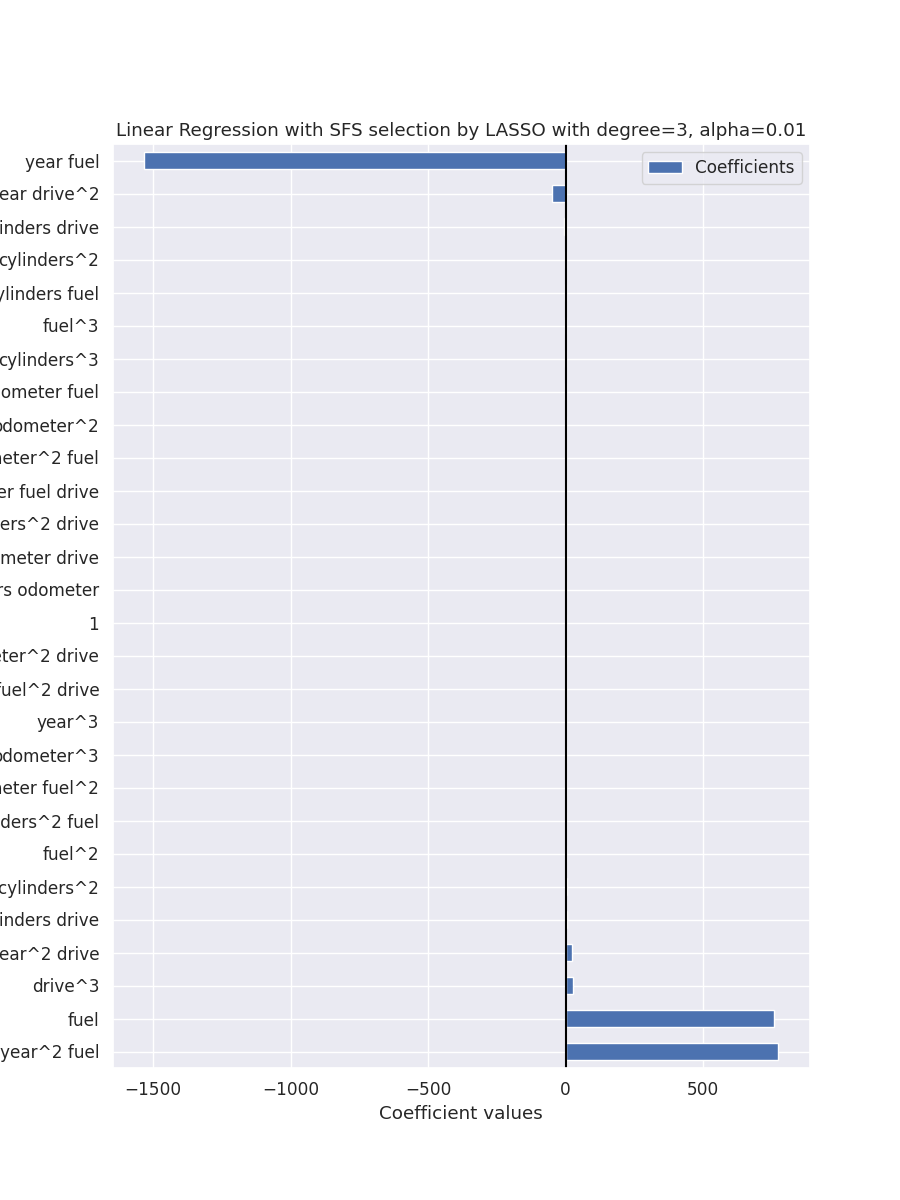 Linear Regression with SFS selection by LASSO with degree=3, alpha=0.01
Coefficients
year fuel
ear drive^2
inders drive
cylinders^2
ylinders fuel
fuel^3
cylinders^3
ometer fuel
odometer^2
eter^2 fuel
er fuel drive
ers^2 drive
meter drive
rs odometer
1
ter^2 drive
fuel^2 drive
year^3
odometer^3
eter fuel^2
ders^2 fuel
fuel^2
cylinders^2
inders drive
ear^2 drive
drive^3
fuel
year^2 fuel
−1500 −1000 −500 0 500
Coefficient values